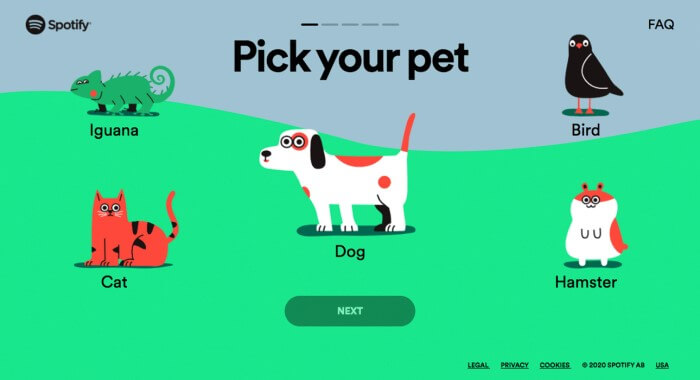 Spotify
FAQ
Pick your pet
Iguana
Bird
Dog
Cat
Hamster
NEXT
LEGAL PRIVACY COOKIES © 2020 SPOTIFY AB USA